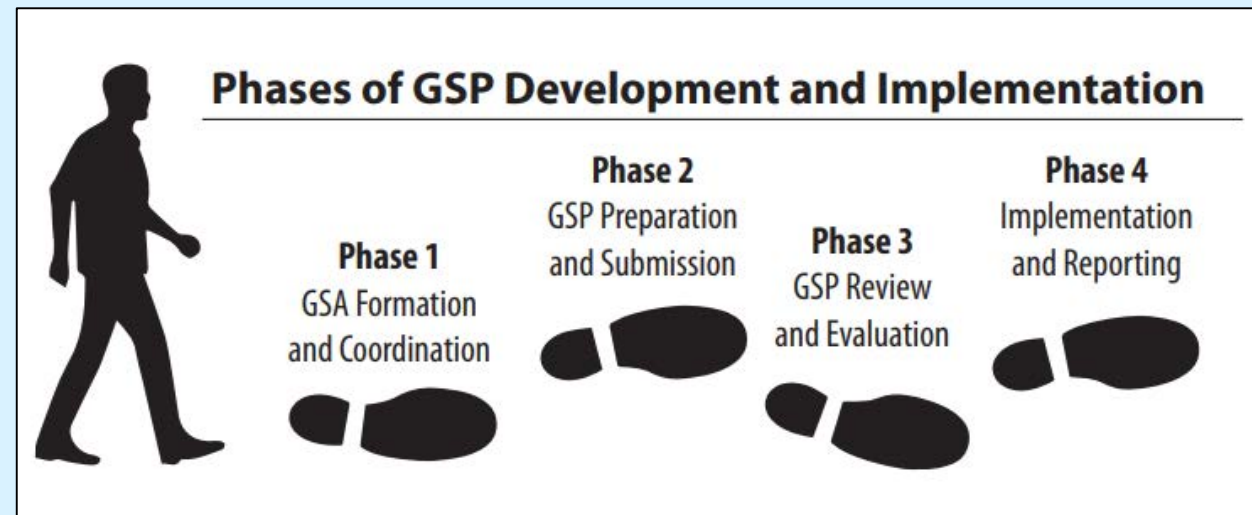 Phases of GSP Development and Implementation
Phase 1
GSA Formation
and Coordination
Phase 2
GSP Preparation
and Submission
Phase 3
GSP Review
and Evaluation
Phase 4
Implementation
and Reporting